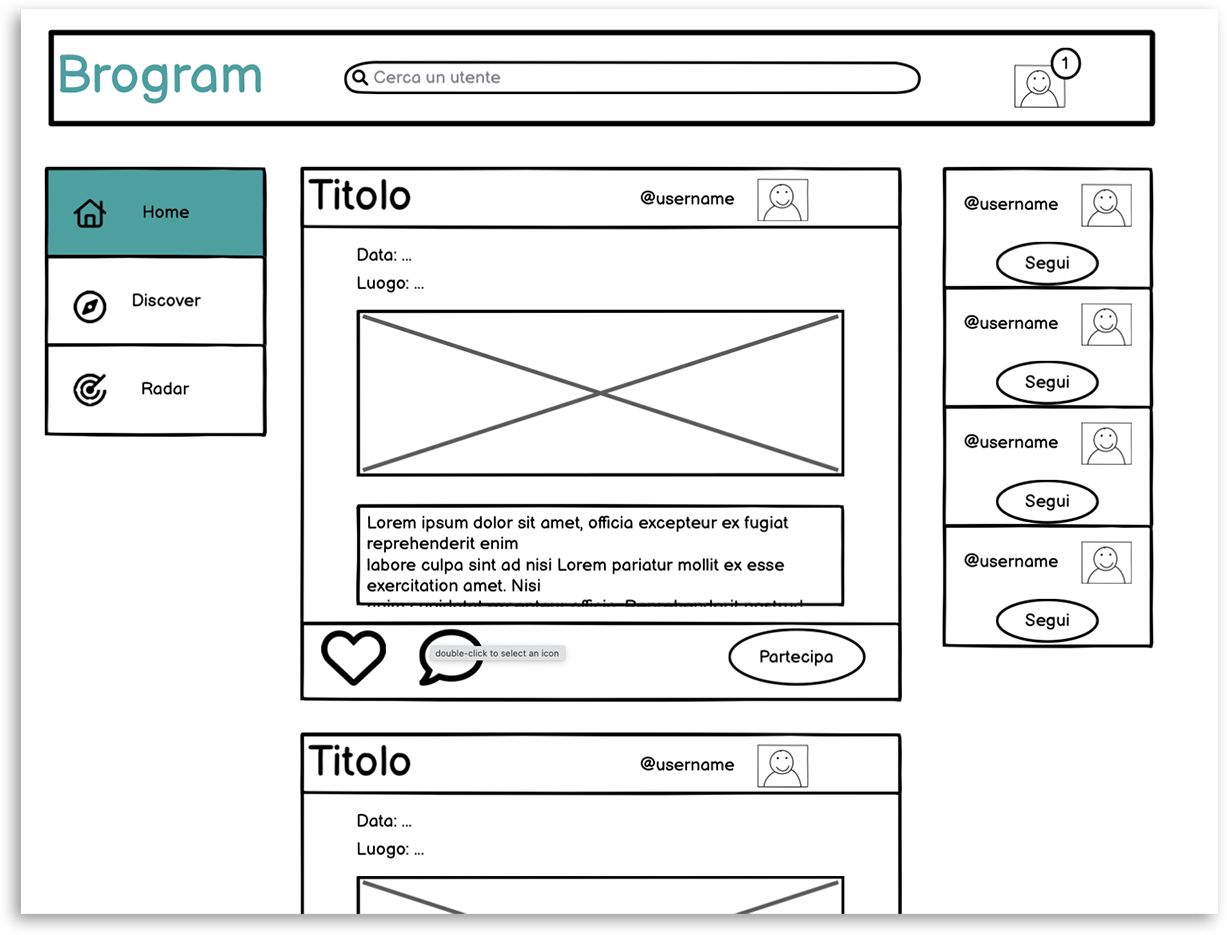 Brogram
Cerca un utente
1
Home
Discover
Radar
Titolo
@username
Data: ...
Luogo: ...
Lorem ipsum dolor sit amet, officia excepteur ex fugiat
reprehenderit enim
labore culpa sint ad nisi Lorem pariatur mollit ex esse
exercitation amet. Nisi
double-click to select an icon
Partecipa
Titolo
@username
Data: ...
Luogo: ...
@username
Segui
@username
Segui
@username
Segui
@username
Segui